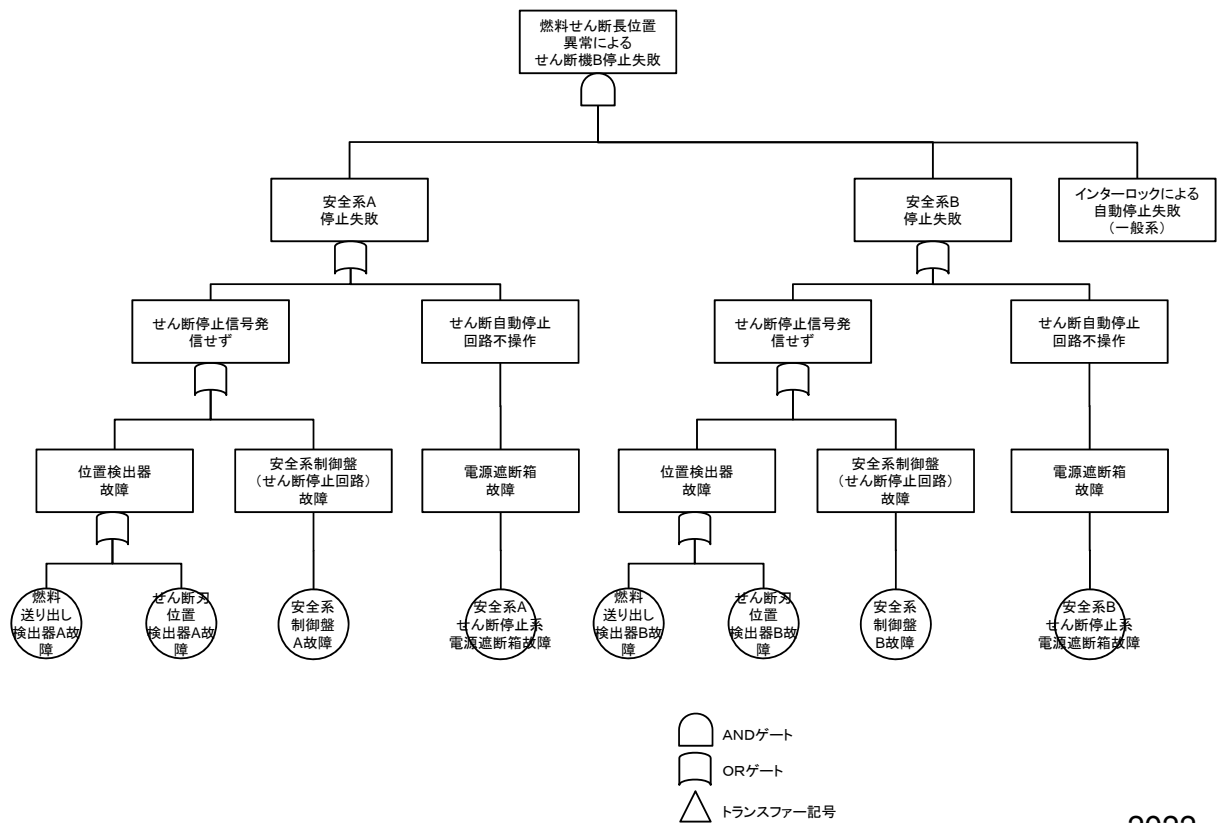 燃料せん断長位置
異常による
せん断機B停止失敗
安全系A
停止失敗
安全系B
停止失敗
インターロックによる
自動停止失敗
（一般系）
せん断停止信号発
信せず
せん断自動停止
回路不操作
せん断停止信号発
信せず
せん断自動停止
回路不操作
位置検出器
故障
安全系制御盤
（せん断停止回路）
故障
電源遮断箱
故障
位置検出器
故障
安全系制御盤
（せん断停止回路）
故障
電源遮断箱
故障
燃料
送り出し
検出器A故
障
せん断刃
位置
検出器A故
障
安全系
制御盤
A故障
安全系A
せん断停止系
電源遮断箱故障
燃料
送り出し
検出器B故
障
せん断刃
位置
検出器B故
障
安全系
制御盤
B故障
安全系B
せん断停止系
電源遮断箱故障
ANDゲート
ORゲート
トランスファー記号